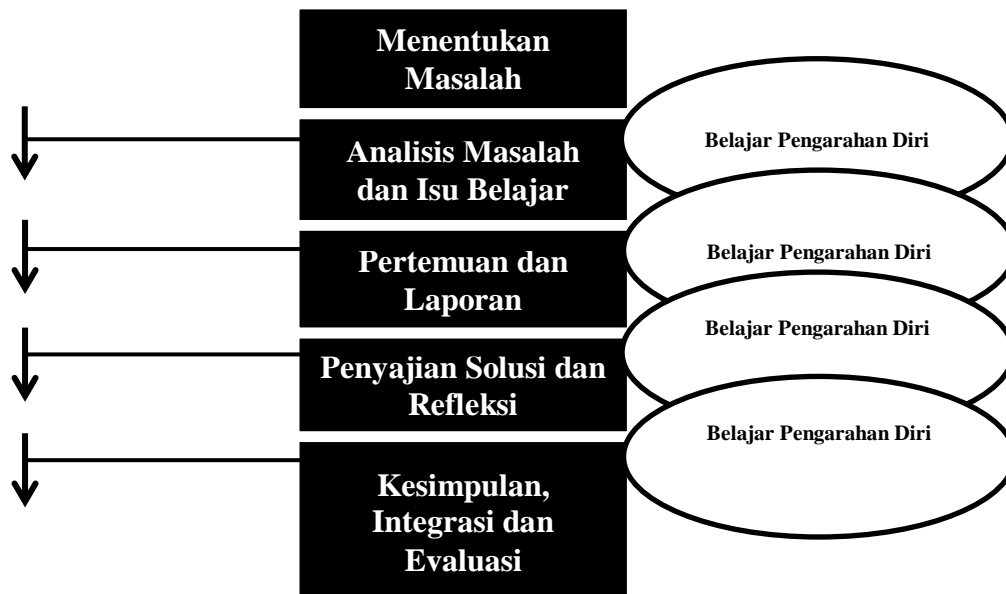 Menentukan
Masalah
Belajar Pengarahan Diri
Analisis Masalah
dan Isu Belajar
Belajar Pengarahan Diri
Pertemuan dan
Laporan
Belajar Pengarahan Diri
Penyajian Solusi dan
Refleksi
Belajar Pengarahan Diri
Kesimpulan,
Integrasi dan
Evaluasi